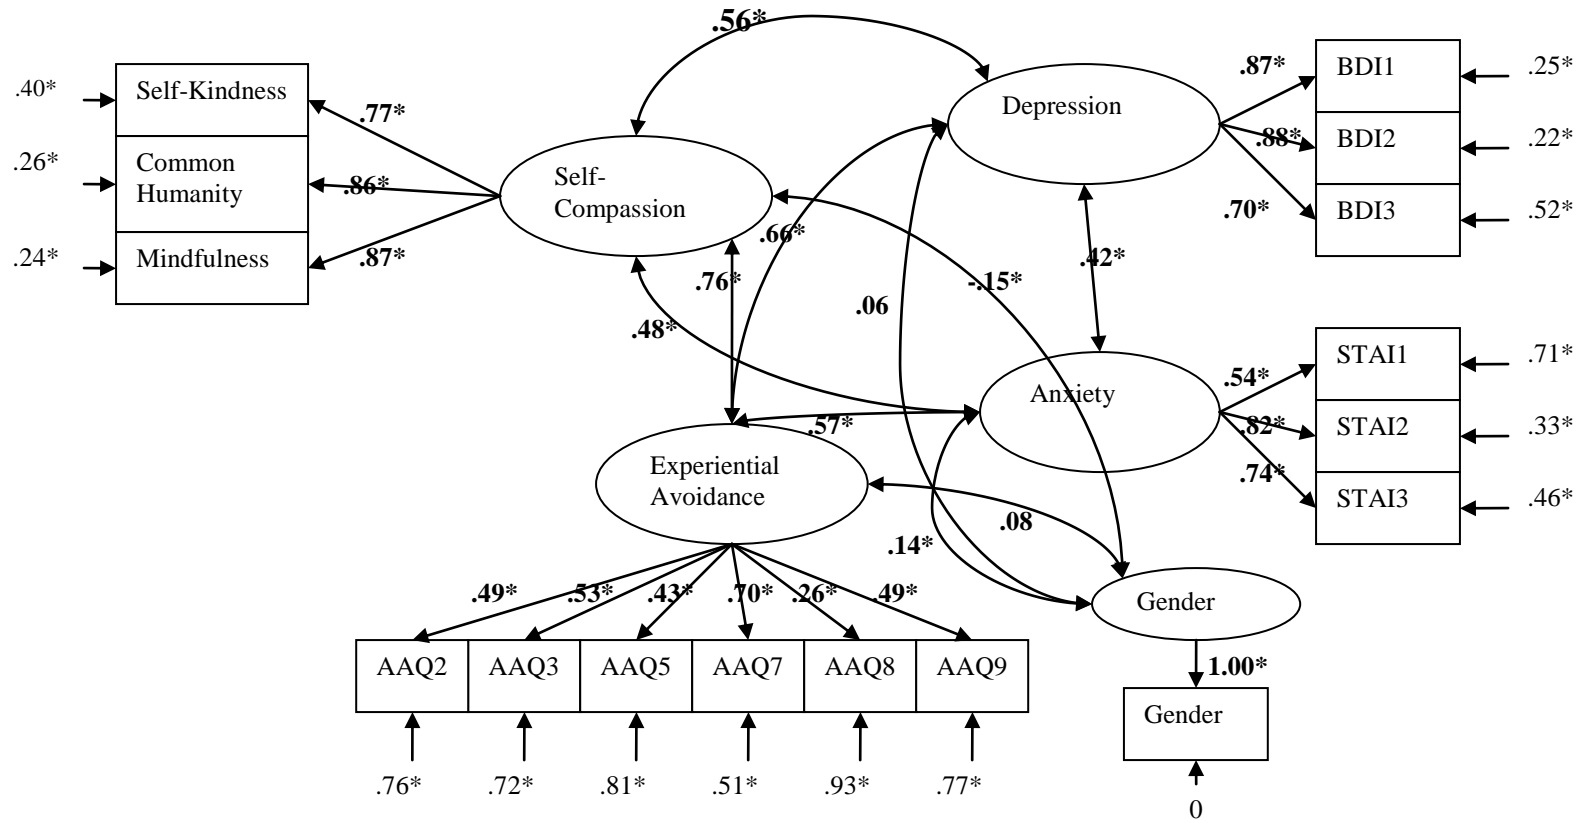 .56*
Self-Kindness
Common
Humanity
Mindfulness
.40*
.26*
.24*
.77*
.86*
.87*
Self-
Compassion
Depression
.87*
.88*
.70*
BDI1
BDI2
BDI3
.25*
.22*
.52*
.66*
.76*
.48*
.06
-.15*
.42*
Anxiety
.54*
.82*
.74*
STAI1
STAI2
STAI3
.71*
.33*
.46*
.57*
Experiential
Avoidance
.08
.14*
.49*
.53*
.43*
.70*
.26*
.49*
AAQ2
AAQ3
AAQ5
AAQ7
AAQ8
AAQ9
.76*
.72*
.81*
.51*
.93*
.77*
Gender
1.00*
Gender
0